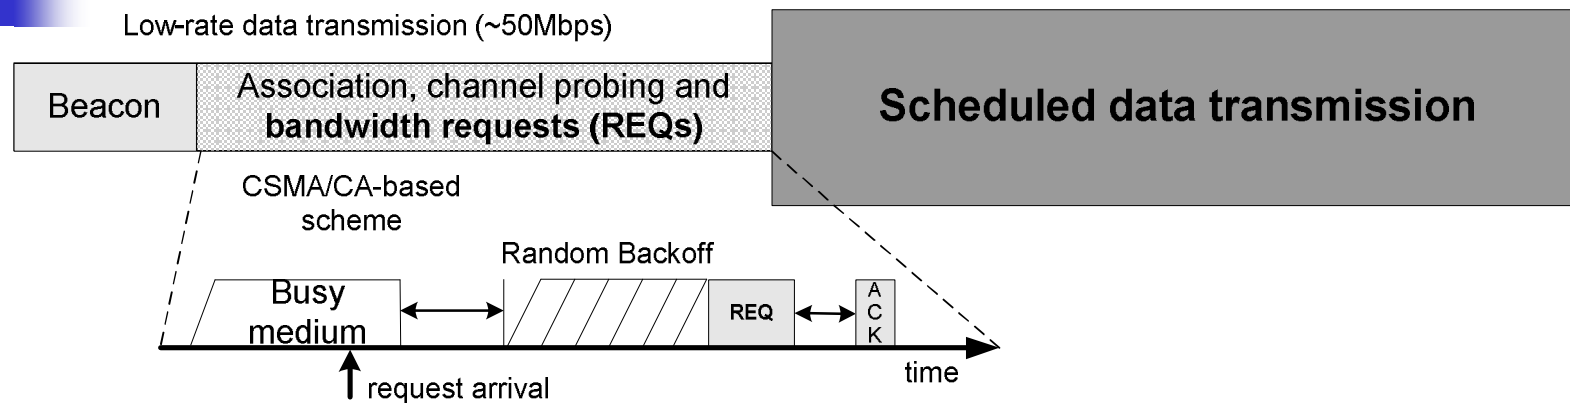 Low-rate data transmission (~50Mbps)
Beacon
Association, channel probing and
bandwidth requests (REQs)
Scheduled data transmission
CSMA/CA-based
scheme
Random Backoff
Busy
medium
REQ
A
C
K
time
request arrival